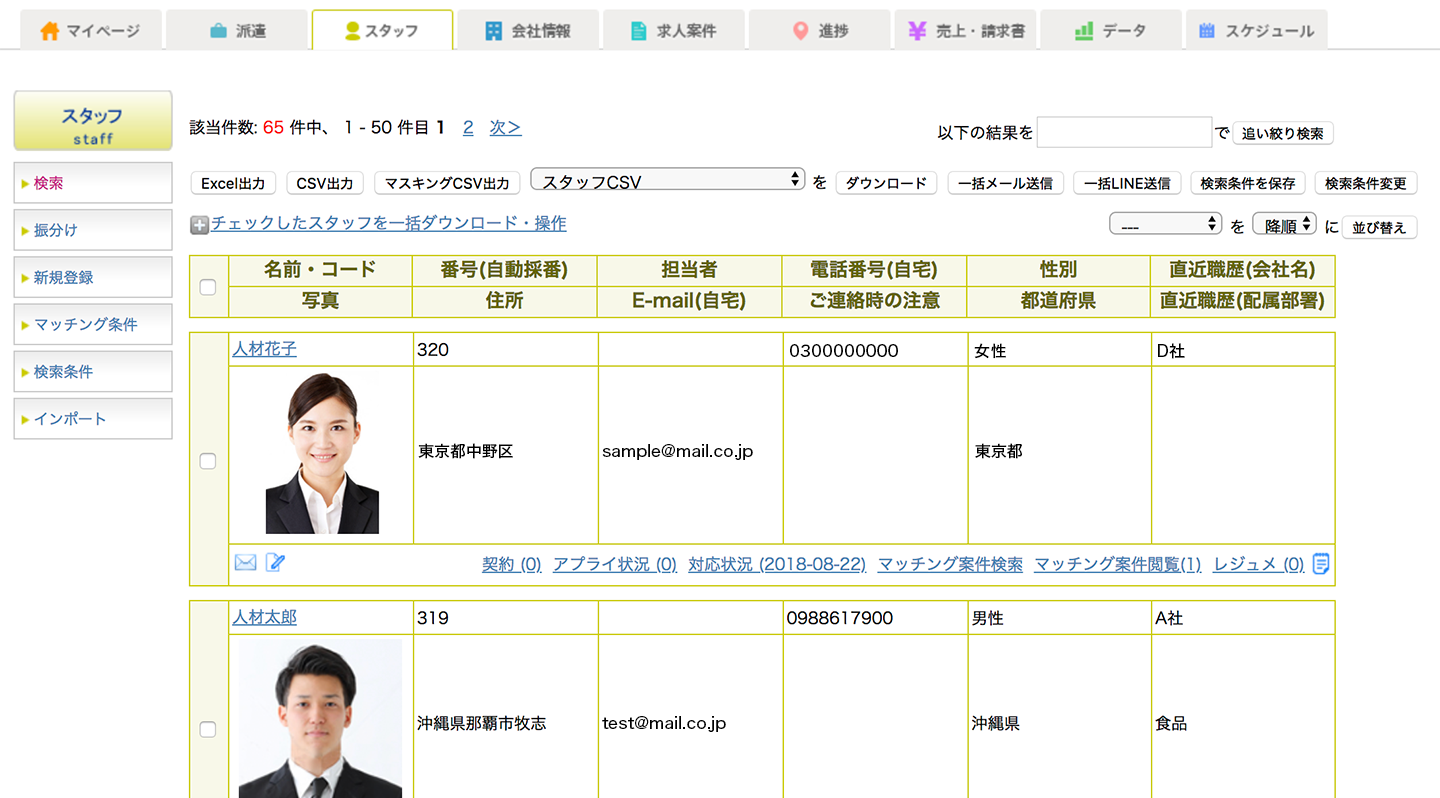 マイページ 派遣 スタッフ 会社情報 求人案件 進捗 売上・請求書 データ スケジュール
スタッフ
staff
検索
振分け
新規登録
マッチング条件
検索条件
インポート
該当件数: 65 件中、 1 - 50 件目 1 2 次＞
以下の結果を で 追い絞り検索
Excel出力 CSV出力 マスキングCSV出力 スタッフCSV を ダウンロード 一括メール送信 一括LINE送信 検索条件を保存 検索条件変更
チェックしたスタッフを一括ダウンロード・操作
--- を 降順 に 並び替え
名前・コード 番号(自動採番) 担当者 電話番号(自宅) 性別 直近職歴(会社名)
写真 住所 E-mail(自宅) ご連絡時の注意 都道府県 直近職歴(配属部署)
人材花子 320 0300000000 女性 D社
東京都中野区 sample@mail.co.jp 東京都
契約 (0) アプライ状況 (0) 対応状況 (2018-08-22) マッチング案件検索 マッチング案件閲覧(1) レジュメ (0)
人材太郎 319 0988617900 男性 A社
沖縄県那覇市牧志 test@mail.co.jp 沖縄県 食品